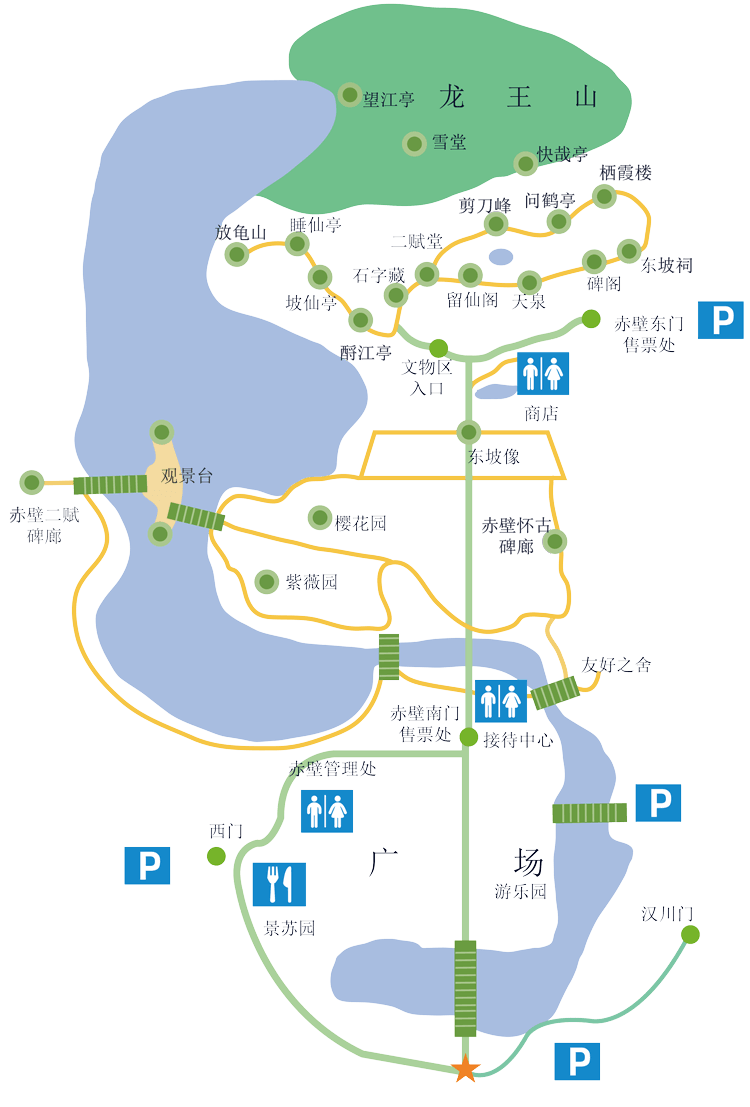 望江亭
龙王山
雪堂
快哉亭
栖霞楼
剪刀峰
问鹤亭
放龟山
睡仙亭
二赋堂
东坡祠
石字藏
坡仙亭
留仙阁
天泉
碑阁
酹江亭
赤壁东门
售票处
P
文物区
入口
商店
东坡像
观景台
赤壁二赋
碑廊
樱花园
赤壁怀古
碑廊
紫薇园
友好之舍
赤壁南门
售票处
接待中心
赤壁管理处
P
西门
广场
P
游乐园
景苏园
汉川门
P